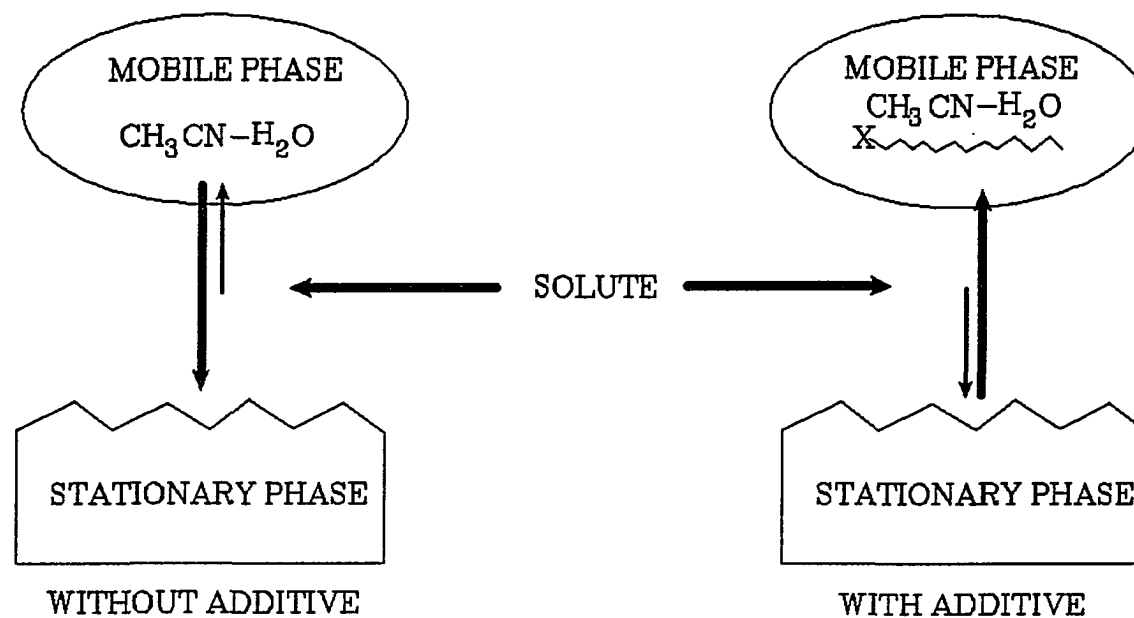 MOBILE PHASE
CH₃CN–H₂O
MOBILE PHASE
CH₃CN–H₂O
X
SOLUTE
STATIONARY PHASE
STATIONARY PHASE
WITHOUT ADDITIVE
WITH ADDITIVE